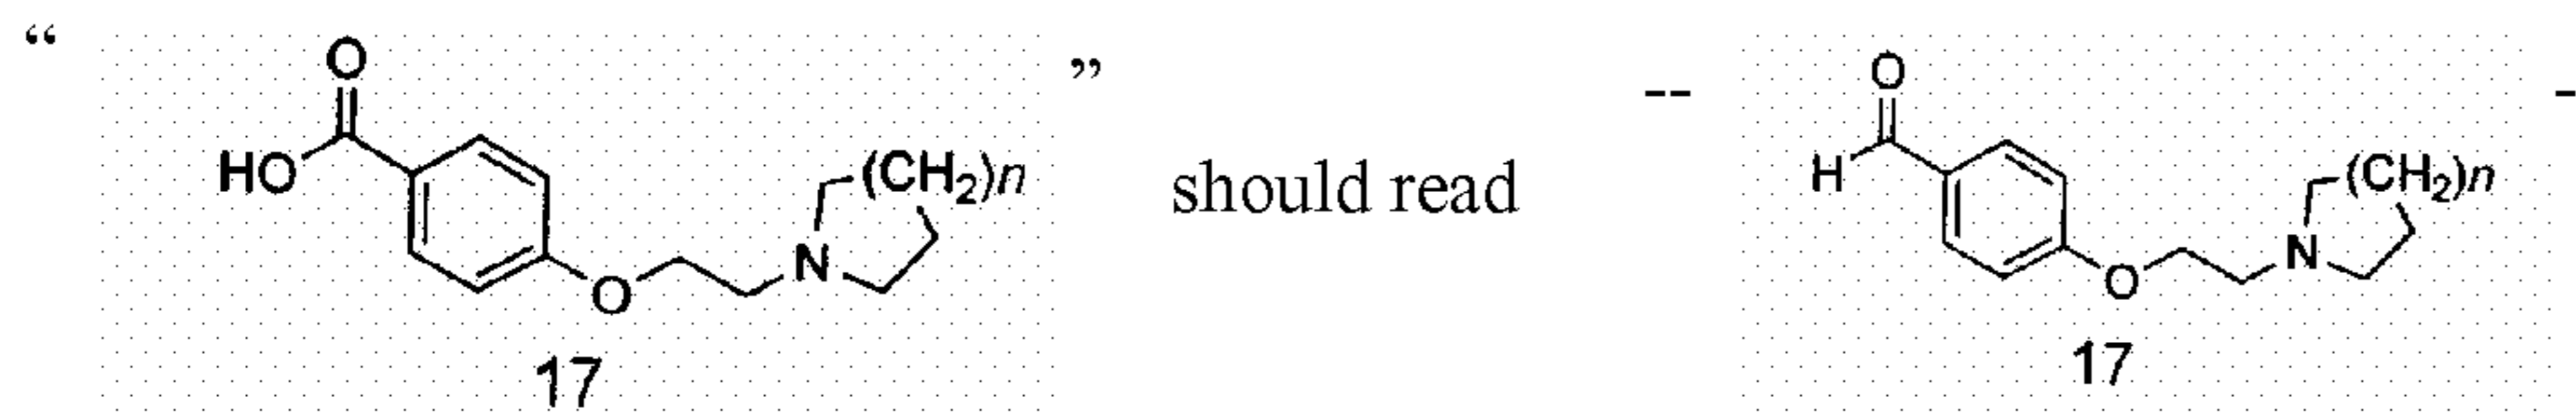 “ O HO O N (CH2)n 17 ” should read -- O H O N (CH2)n 17 -